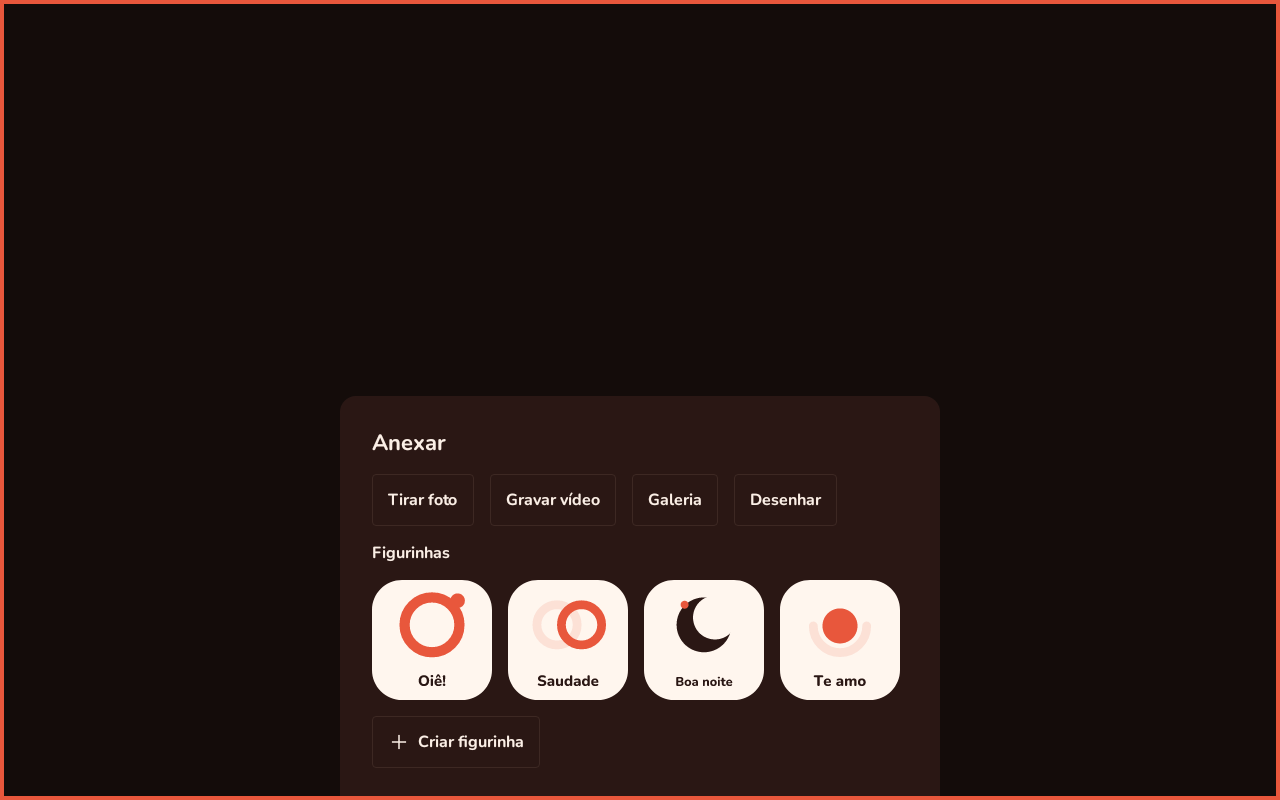 Anexar
Tirar foto
Gravar vídeo
Galeria
Desenhar
Figurinhas
Oiê!
Saudade
Boa noite
Te amo
Criar figurinha